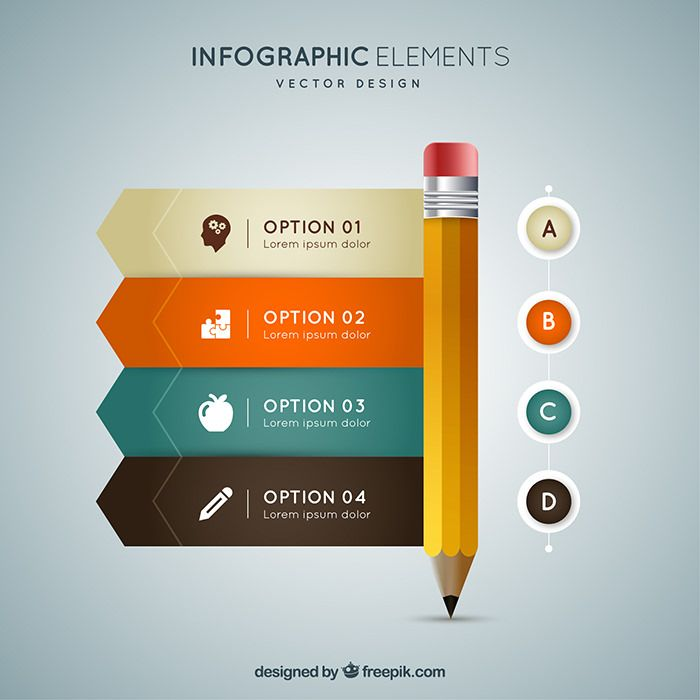 INFOGRAPHIC ELEMENTS
VECTOR DESIGN
OPTION 01
Lorem ipsum dolor
A
OPTION 02
Lorem ipsum dolor
B
OPTION 03
Lorem ipsum dolor
C
OPTION 04
Lorem ipsum dolor
D
designed by freepik.com